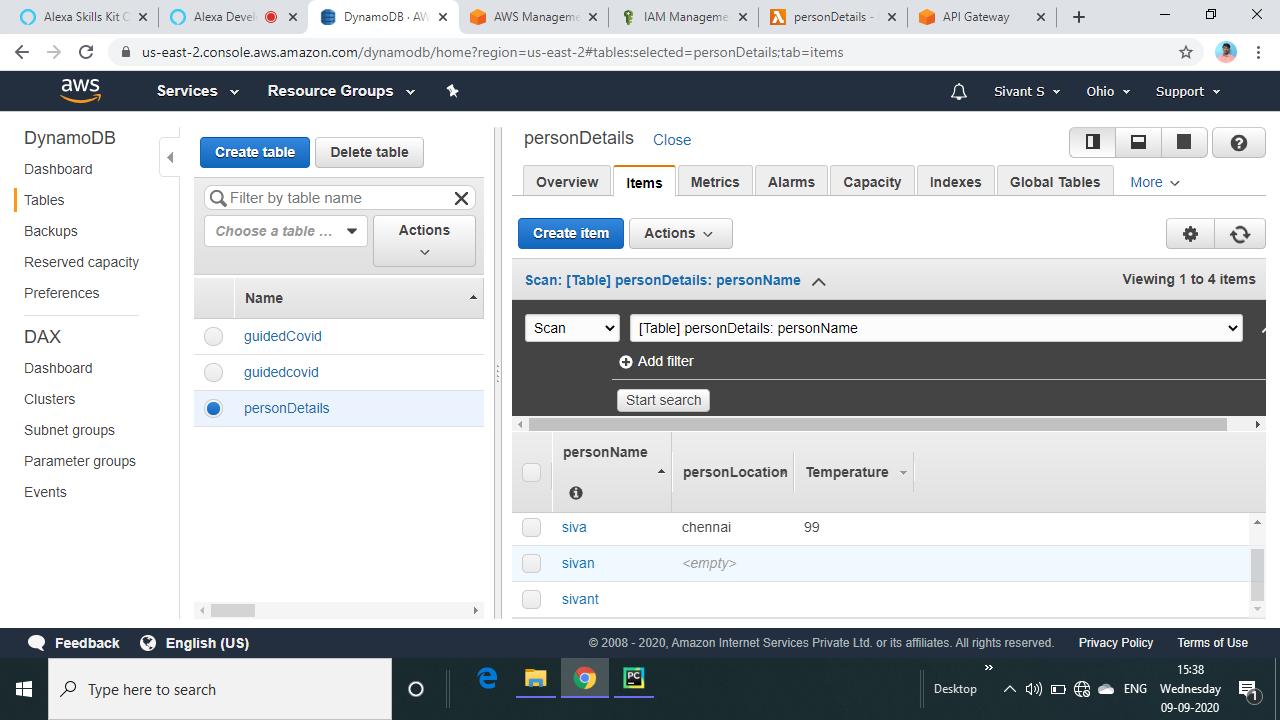 Alexa Skills Kit C
Alexa Devel
DynamoDB · AW
AWS Manageme
IAM Manageme
personDetails -
API Gateway
us-east-2.console.aws.amazon.com/dynamodb/home?region=us-east-2#tables:selected=personDetails;tab=items
aws Services Resource Groups Sivant S Ohio Support
DynamoDB
Dashboard
Tables
Backups
Reserved capacity
Preferences
DAX
Dashboard
Clusters
Subnet groups
Parameter groups
Events
Create table Delete table
Filter by table name
Choose a table ... Actions
Name
guidedCovid
guidedcovid
personDetails
personDetails Close
Overview Items Metrics Alarms Capacity Indexes Global Tables More
Create item Actions
Scan: [Table] personDetails: personName Viewing 1 to 4 items
Scan [Table] personDetails: personName
Add filter
Start search
personName personLocation Temperature
siva chennai 99
sivan <empty>
sivant
Feedback English (US) © 2008 - 2020, Amazon Internet Services Private Ltd. or its affiliates. All rights reserved. Privacy Policy Terms of Use
Type here to search
PC
Desktop
ENG
15:38
Wednesday
09-09-2020
1